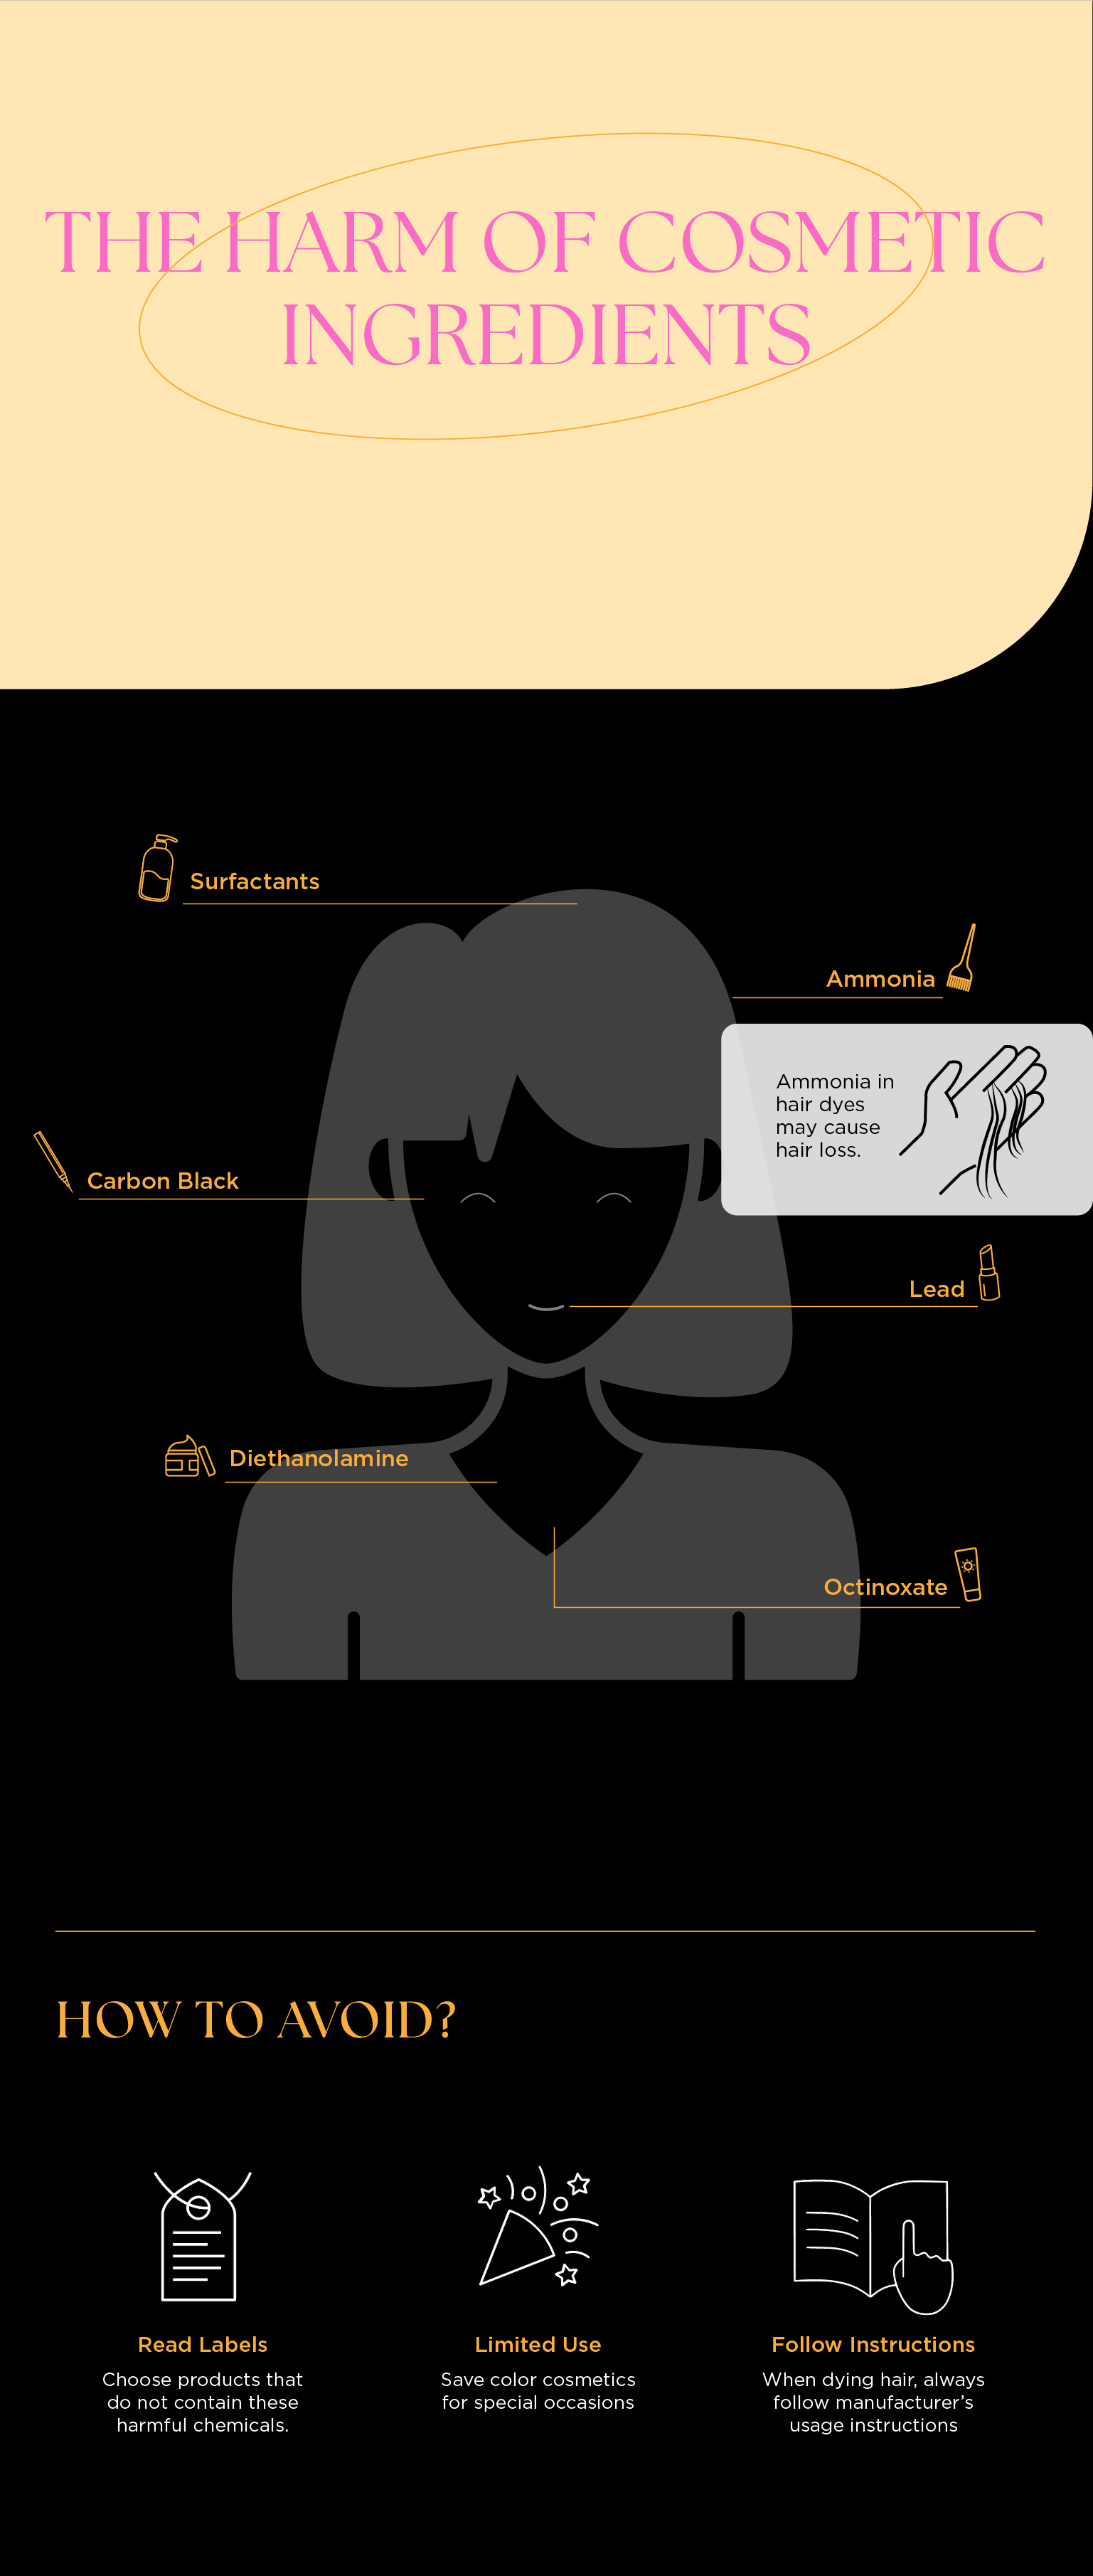 THE HARM OF COSMETIC
INGREDIENTS
Surfactants
Ammonia
Ammonia in
hair dyes
may cause
hair loss.
Carbon Black
Lead
Diethanolamine
Octinoxate
HOW TO AVOID?
Read Labels
Choose products that
do not contain these
harmful chemicals.
Limited Use
Save color cosmetics
for special occasions
Follow Instructions
When dying hair, always
follow manufacturer’s
usage instructions